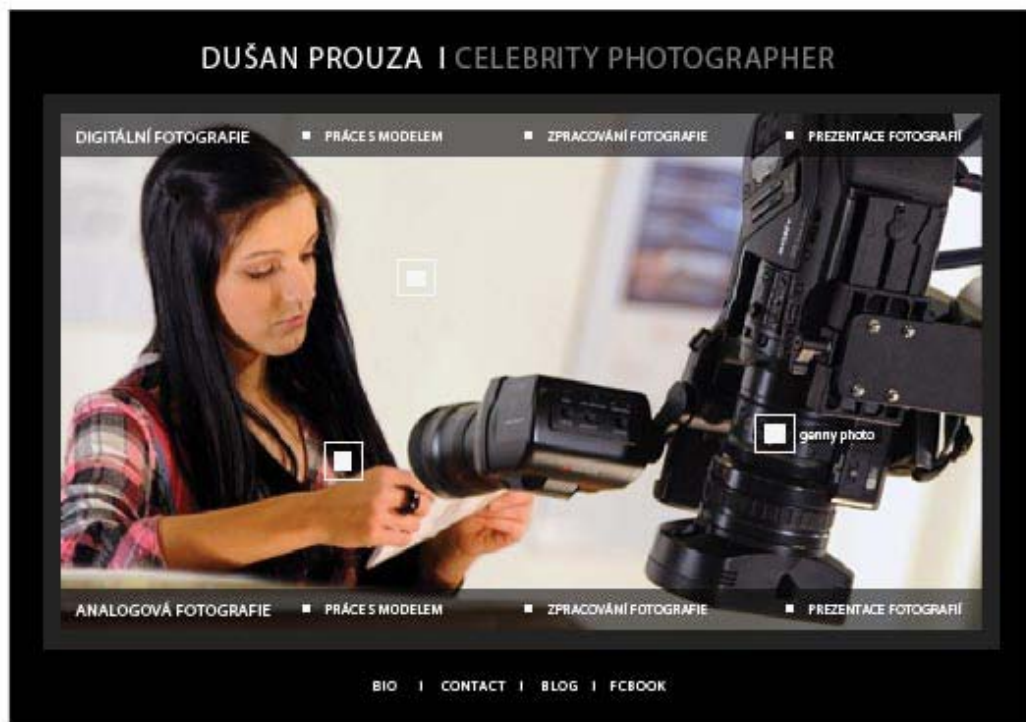 DUŠAN PROUZA I CELEBRITY PHOTOGRAPHER
DIGITÁLNÍ FOTOGRAFIE PRÁCE S MODELEM ZPRACOVÁNÍ FOTOGRAFIE PREZENTACE FOTOGRAFIÍ
genny photo
ANALOGOVÁ FOTOGRAFIE PRÁCE S MODELEM ZPRACOVÁNÍ FOTOGRAFIE PREZENTACE FOTOGRAFIÍ
BIO I CONTACT I BLOG I FCBOOK